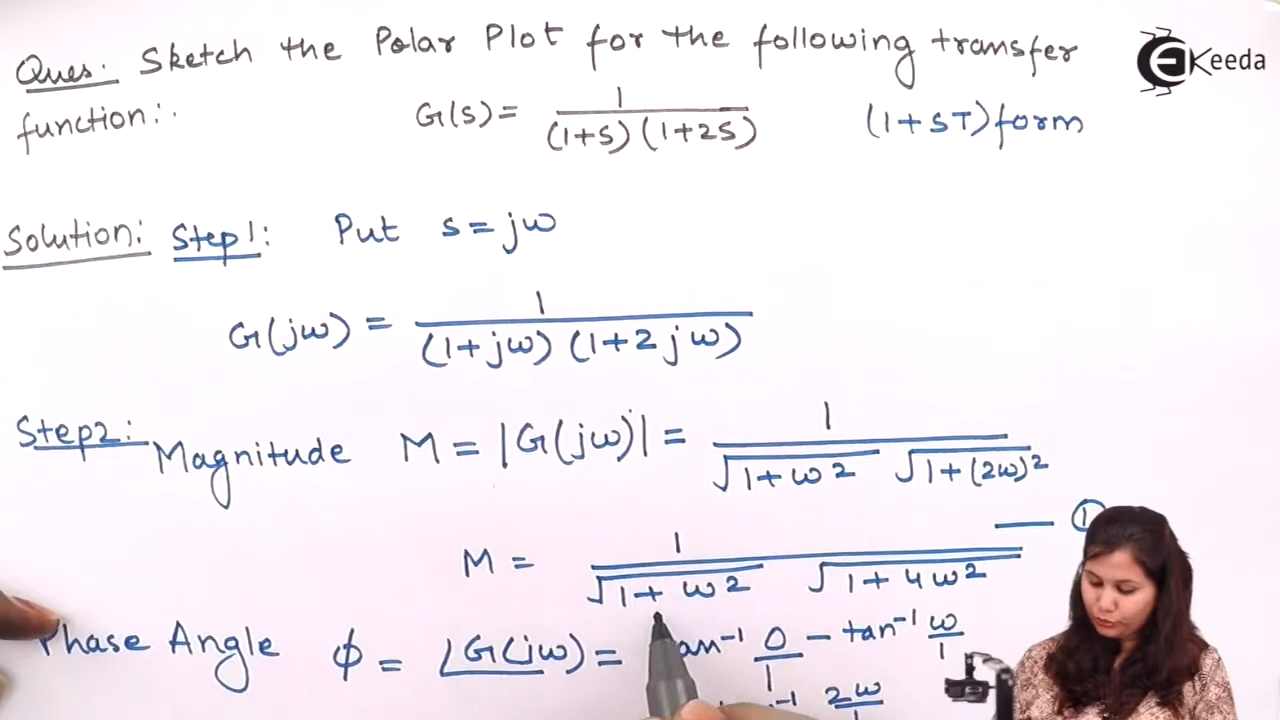 Ques. Sketch the Polar Plot for the following transfer
EKeeda
function:.
G(s) = 1 / (1+s) (1+2s) (1+ST) form
Solution: Step 1: Put s = jω
G(jω) = 1 / (1+jω) (1+2jω)
Step2: Magnitude M = |G(jω)| = 1 / √1+ω2 √1+(2ω)2
M = 1 / √1+ω2 √1+4ω2
Phase Angle φ = ∠G(jω) = tan-1 0/1 - tan-1 ω/1
2ω